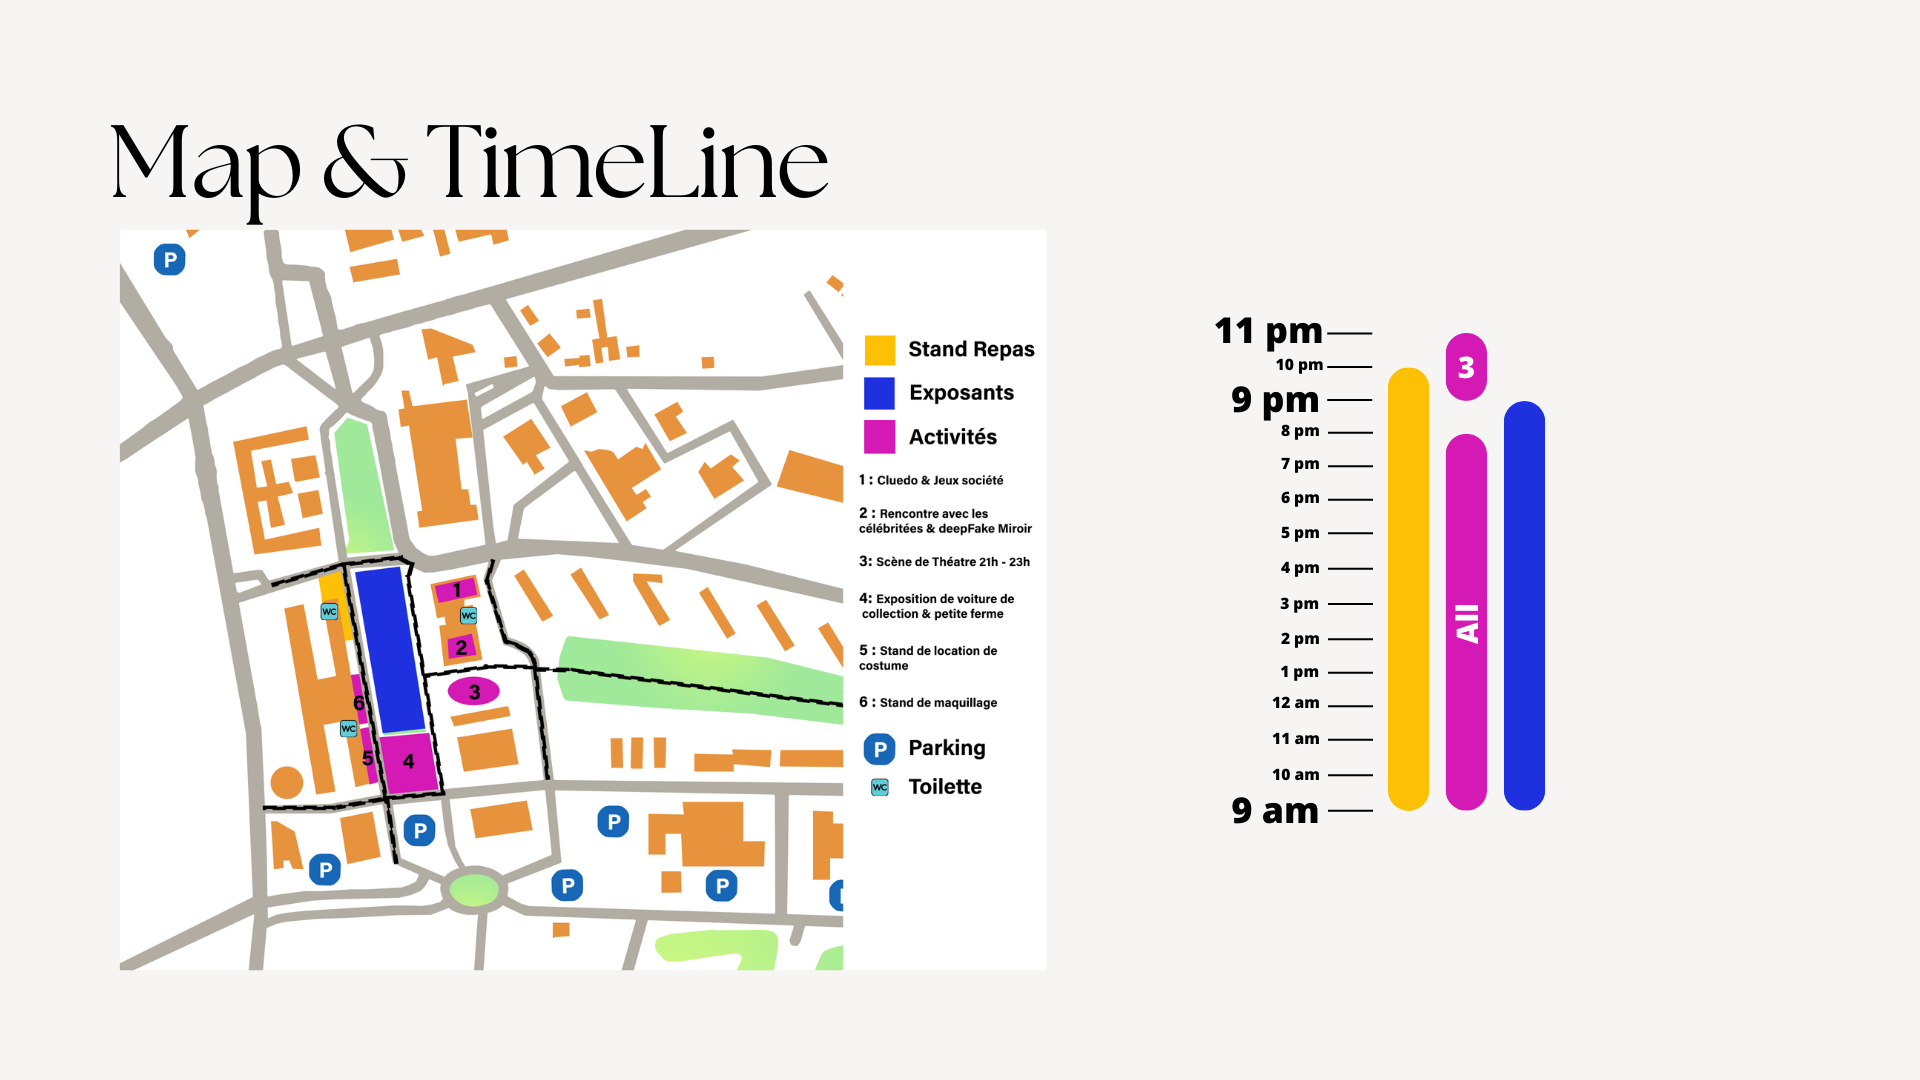 Map & TimeLine
P
Stand Repas
Exposants
Activités
1 : Cluedo & Jeux société
2 : Rencontre avec les
célébritées & deepFake Miroir
3: Scène de Théatre 21h - 23h
4: Exposition de voiture de
collection & petite ferme
5 : Stand de location de
costume
6 : Stand de maquillage
P Parking
WC Toilette
1
WC
WC
2
3
6
WC
5
4
P
P
P
P
P
11 pm
10 pm
9 pm
8 pm
7 pm
6 pm
5 pm
4 pm
3 pm
2 pm
1 pm
12 am
11 am
10 am
9 am
3
All